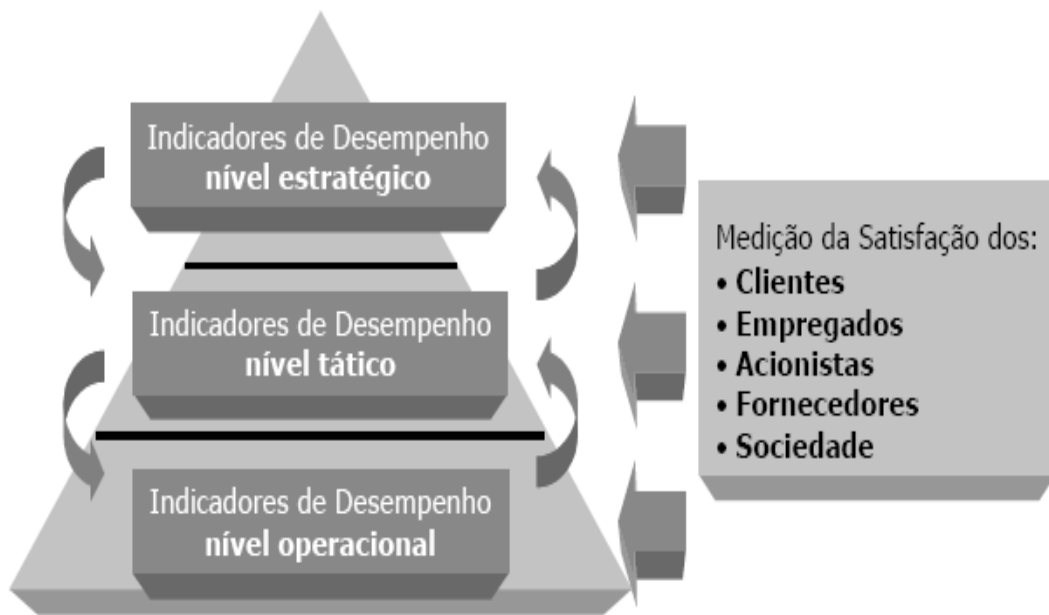 Indicadores de Desempenho
nível estratégico
Indicadores de Desempenho
nível tático
Indicadores de Desempenho
nível operacional
Medição da Satisfação dos:
• Clientes
• Empregados
• Acionistas
• Fornecedores
• Sociedade